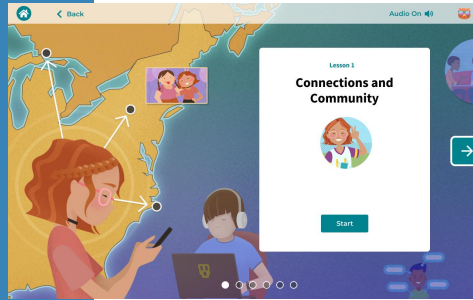 Back
Audio On
Lesson 1
Connections and
Community
Start